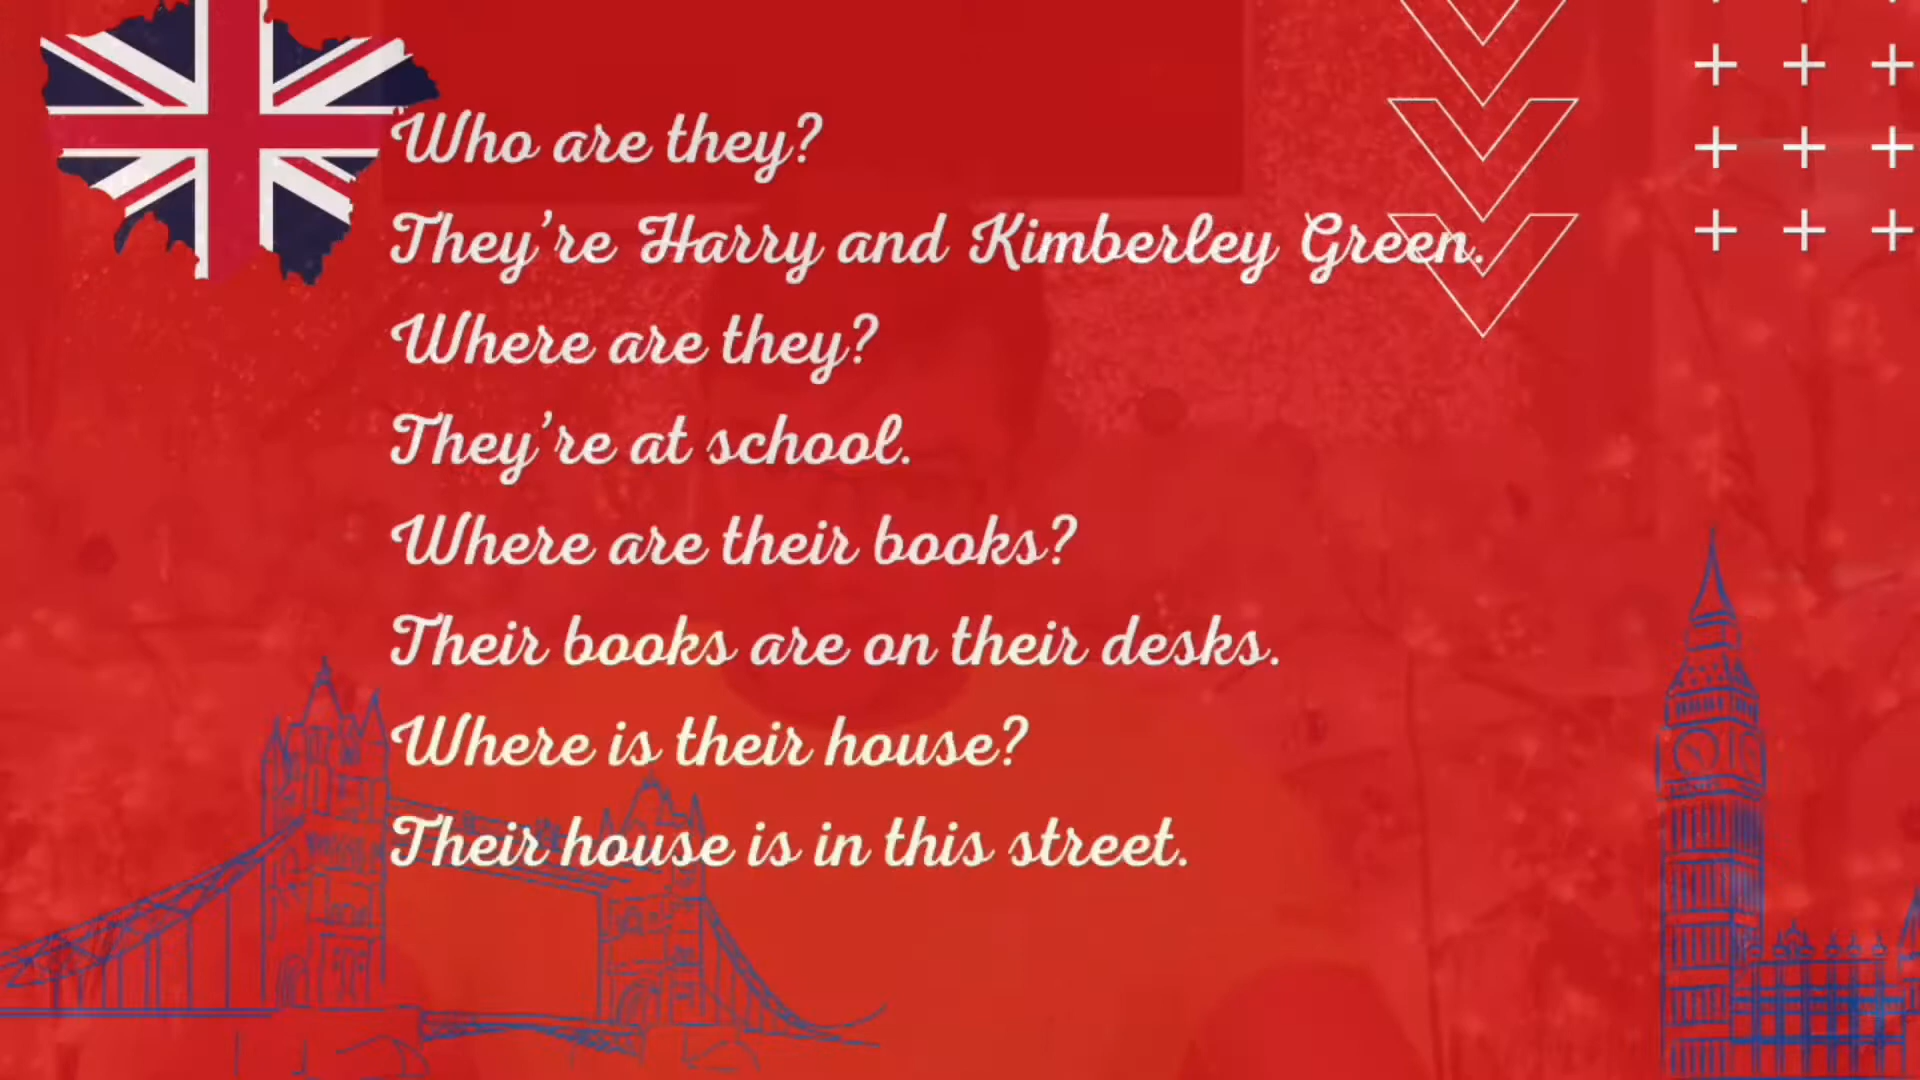 Who are they?
They’re Harry and Kimberley Green.
Where are they?
They’re at school.
Where are their books?
Their books are on their desks.
Where is their house?
Their house is in this street.